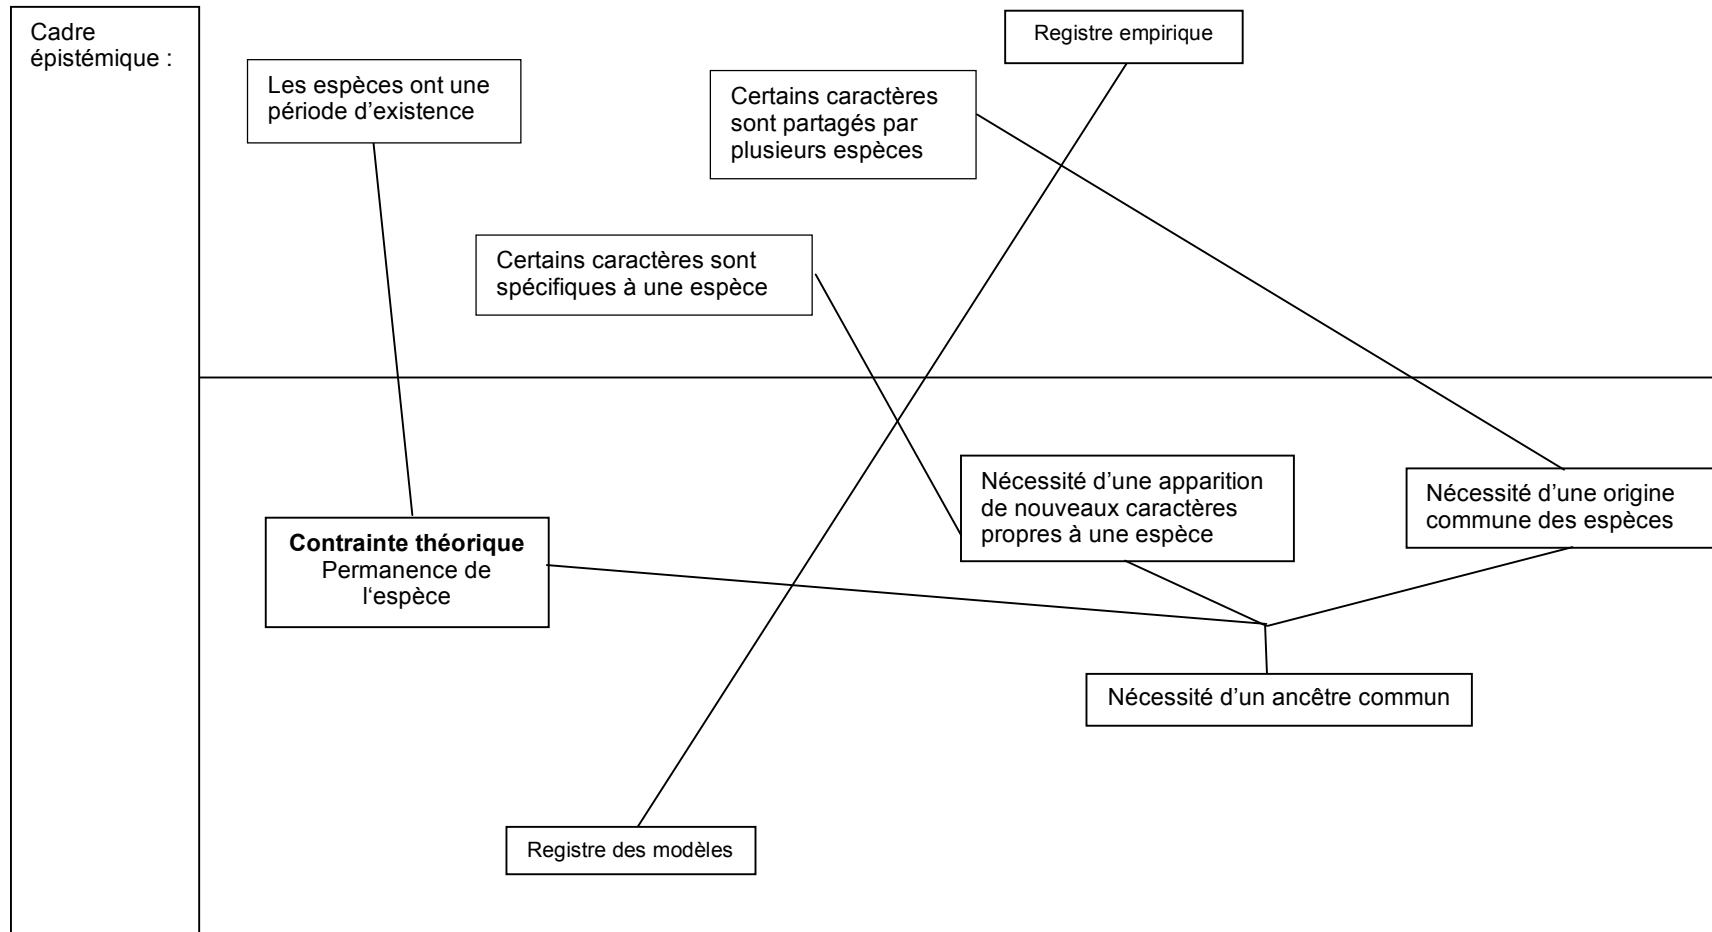 Cadre
épistémique :
Registre empirique
Les espèces ont une
période d’existence
Certains caractères
sont partagés par
plusieurs espèces
Certains caractères sont
spécifiques à une espèce
Nécessité d’une apparition
de nouveaux caractères
propres à une espèce
Nécessité d’une origine
commune des espèces
Contrainte théorique
Permanence de
l‘espèce
Nécessité d’un ancêtre commun
Registre des modèles